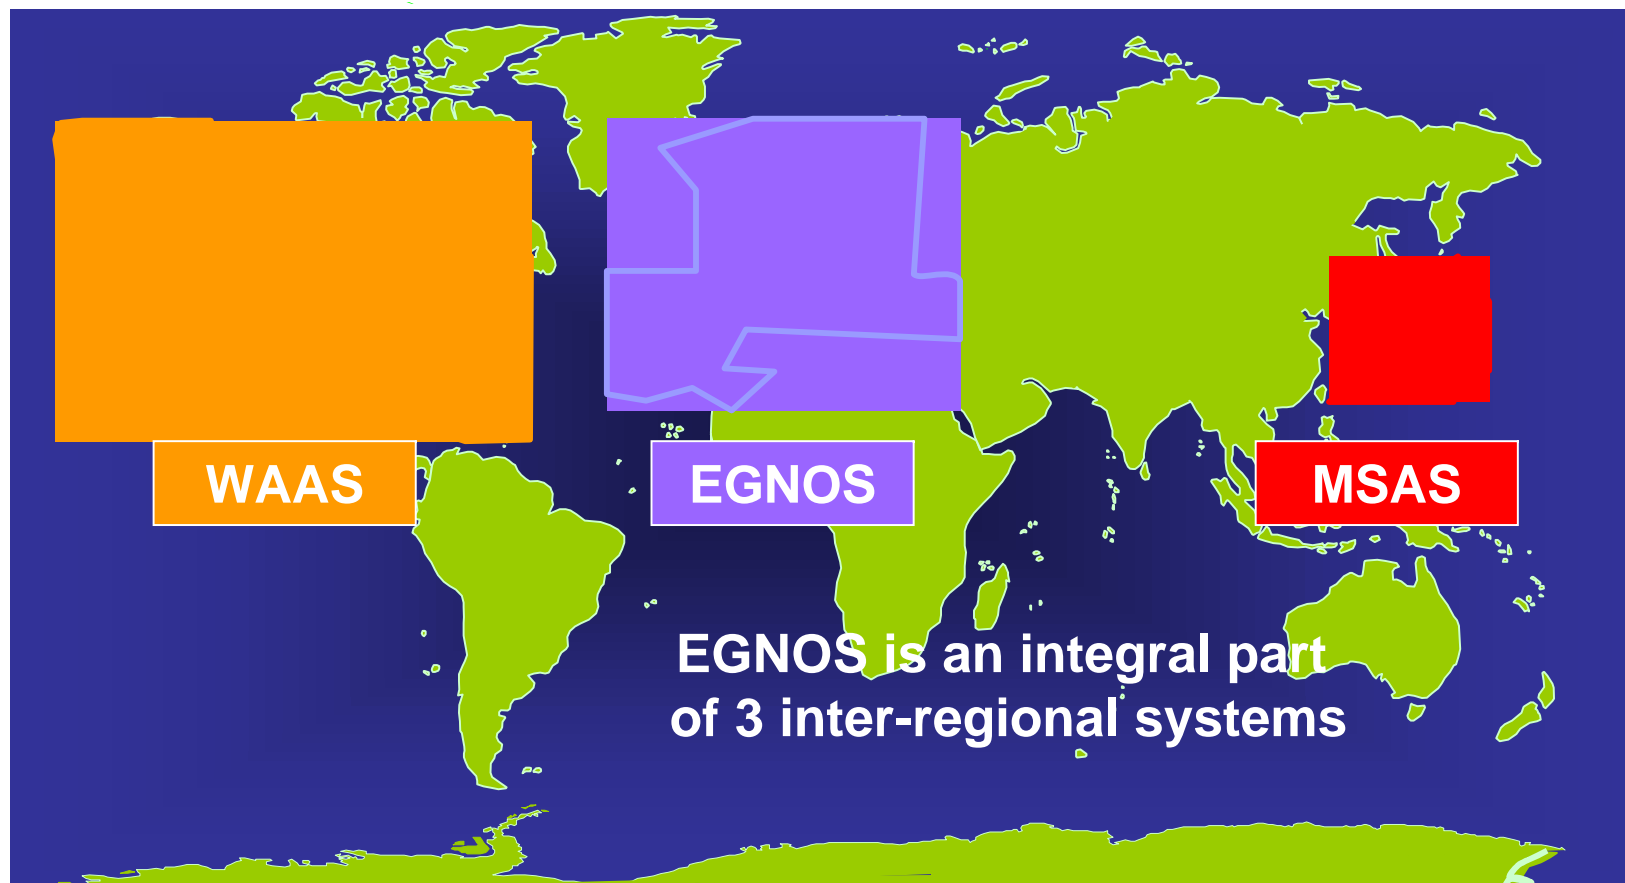 WAAS
EGNOS
MSAS
EGNOS is an integral part
of 3 inter-regional systems